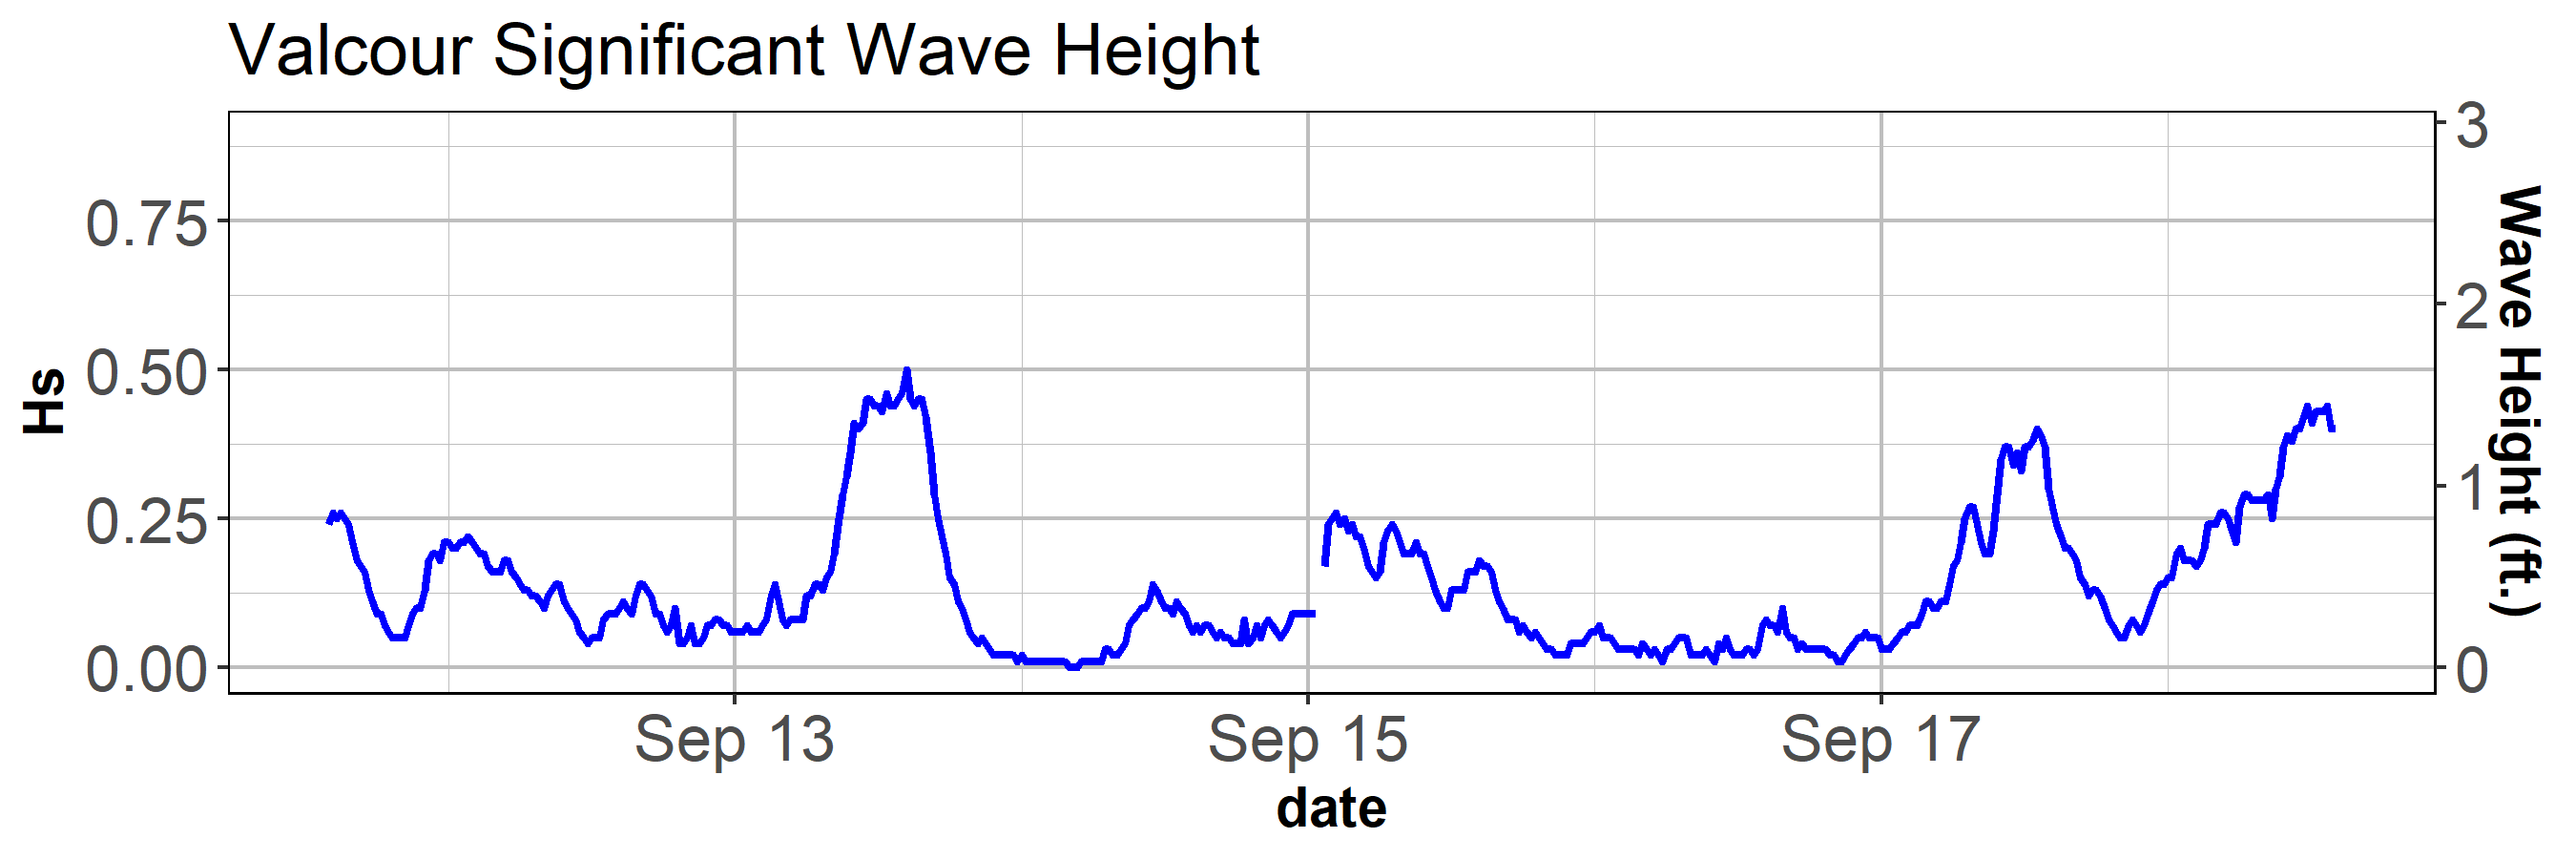 Valcour Significant Wave Height
Hs
0.75
0.50
0.25
0.00
3
2
1
0
Wave Height (ft.)
Sep 13
Sep 15
Sep 17
date